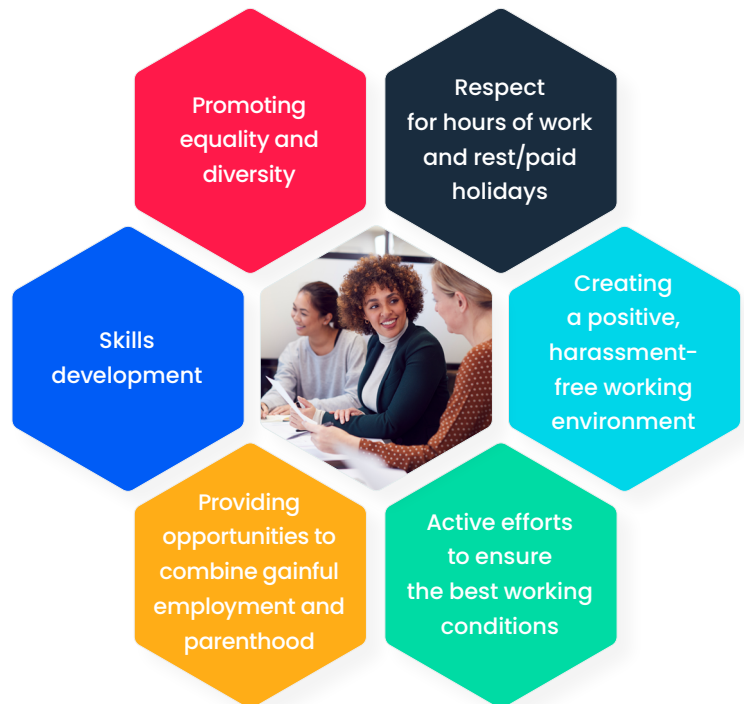 Promoting
equality and
diversity
Respect
for hours of work
and rest/paid
holidays
Skills
development
Creating
a positive,
harassment-
free working
environment
Providing
opportunities to
combine gainful
employment and
parenthood
Active efforts
to ensure
the best working
conditions